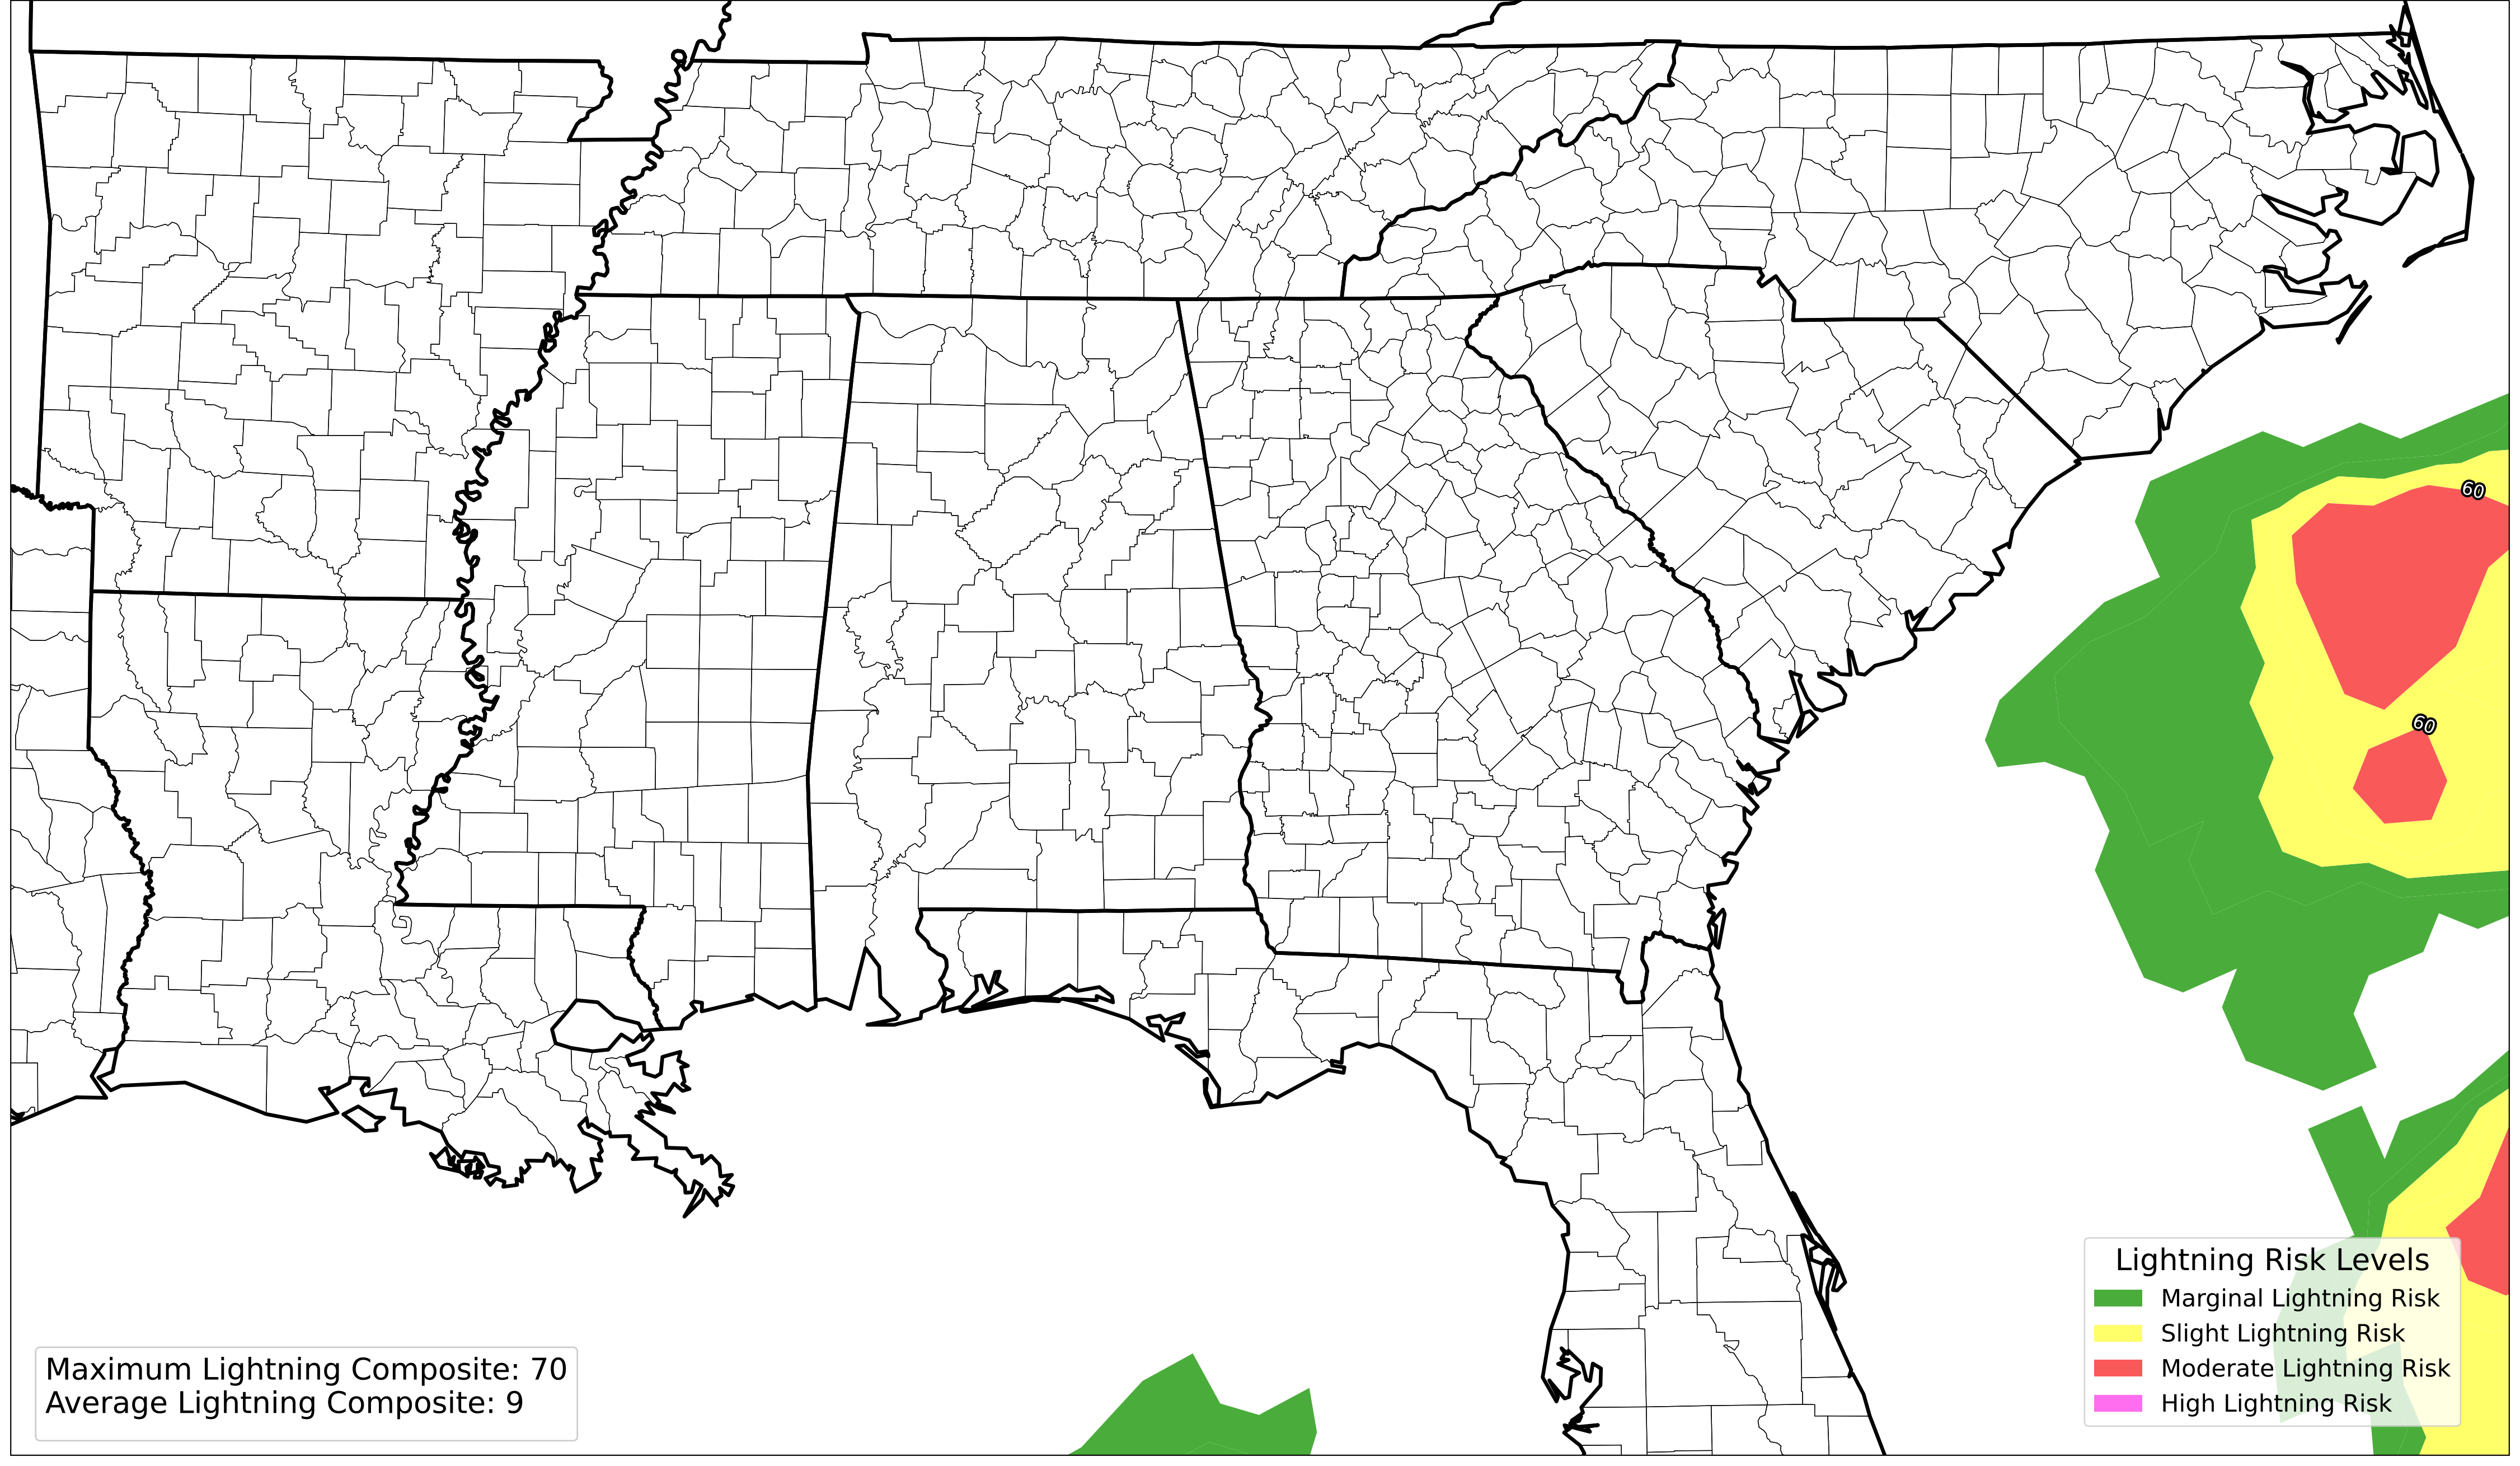 60
60
Lightning Risk Levels
Marginal Lightning Risk
Slight Lightning Risk
Moderate Lightning Risk
High Lightning Risk
Maximum Lightning Composite: 70
Average Lightning Composite: 9